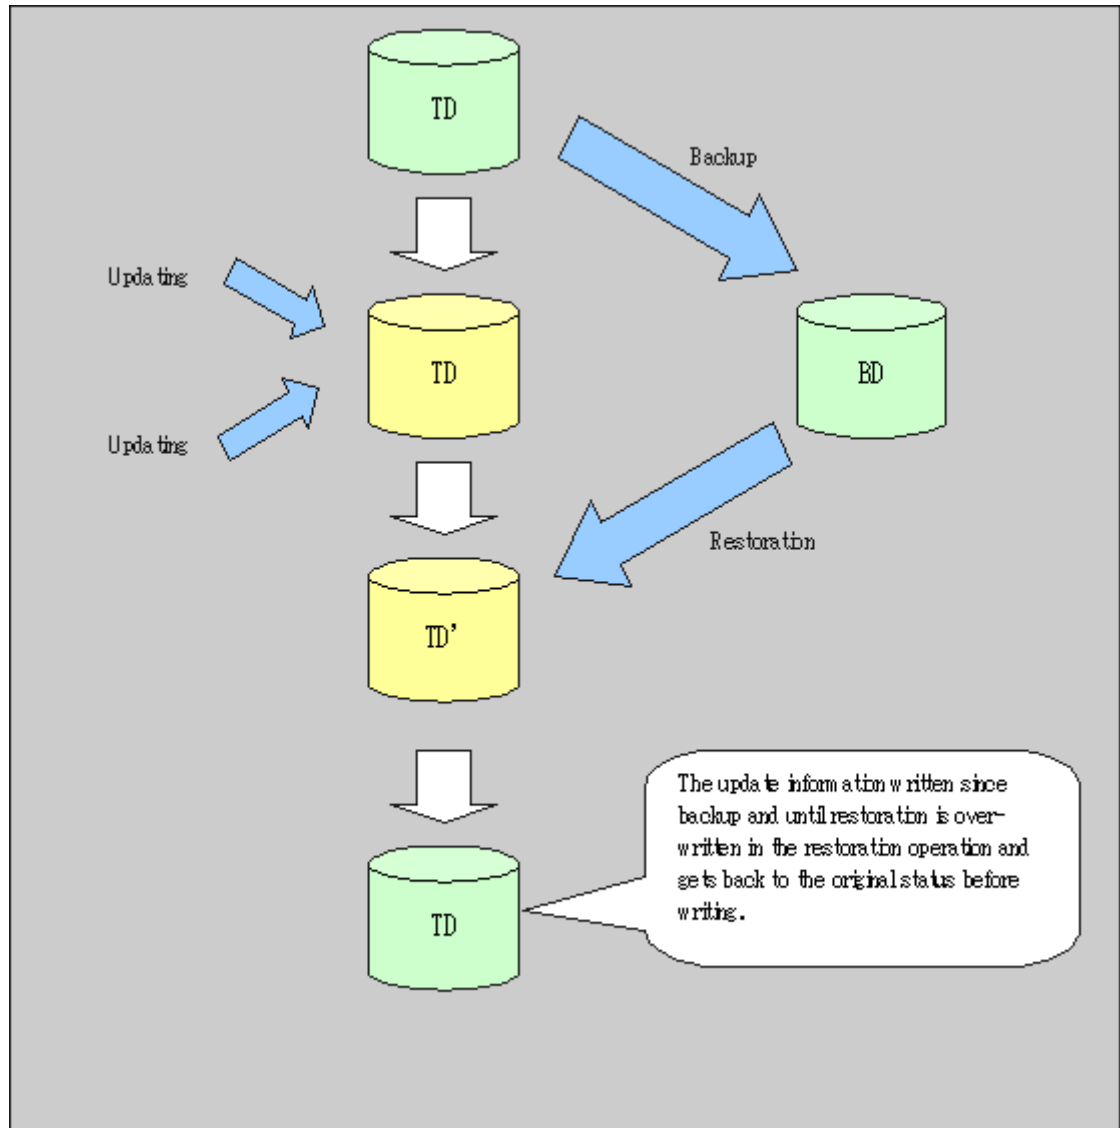 TD
Backup
Updating
TD
BD
Updating
Restoration
TD'
The update information written since
backup and until restoration is over-
written in the restoration operation and
gets back to the original status before
writing.
TD